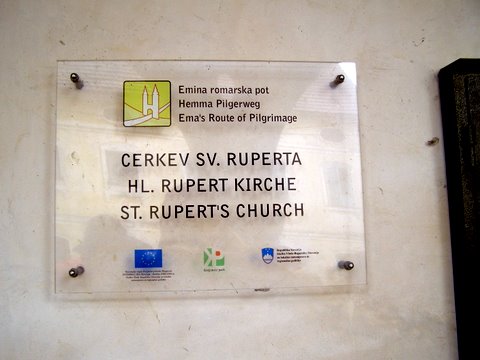 Emina romarska pot
Hemma Pilgerweg
Ema's Route of Pilgrimage
CERKEV SV. RUPERTA
HL. RUPERT KIRCHE
ST. RUPERT'S CHURCH